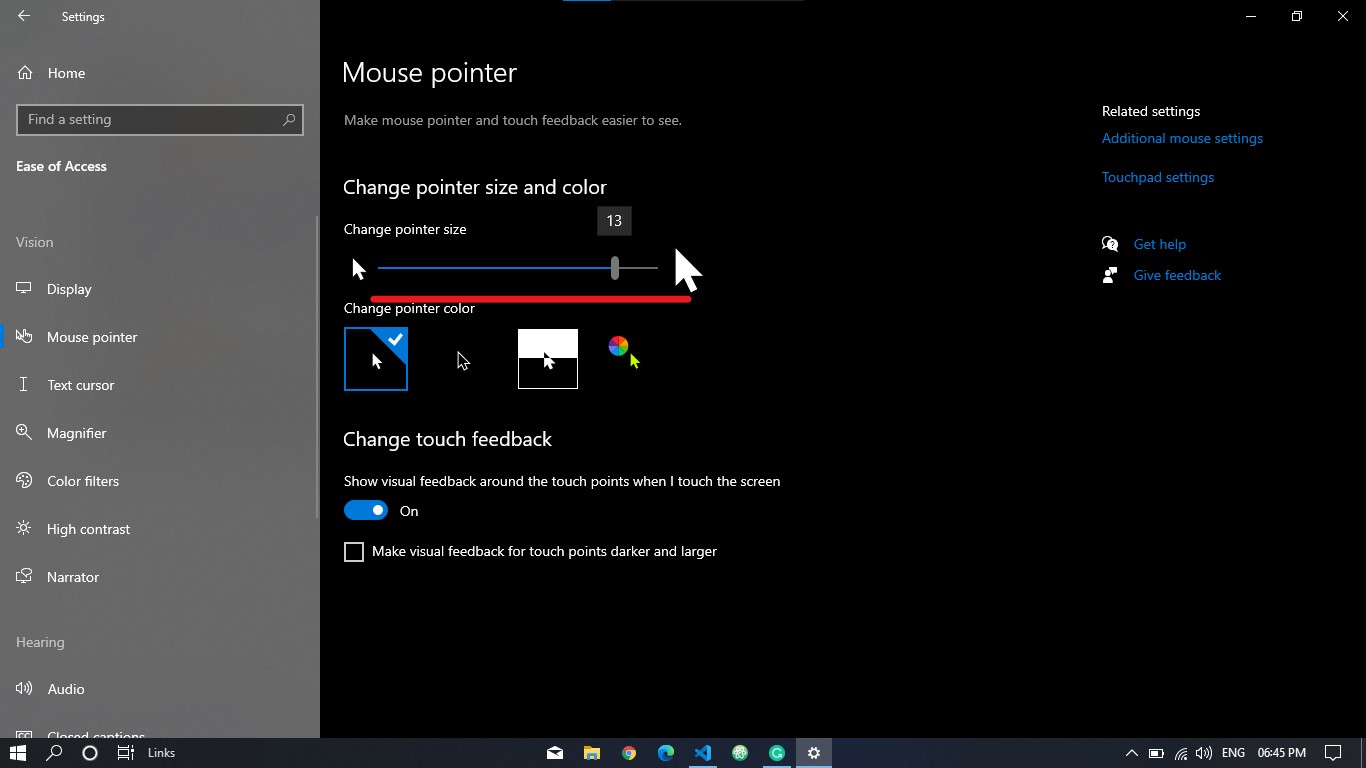 Settings
Home
Find a setting
Ease of Access
Vision
Display
Mouse pointer
Text cursor
Magnifier
Color filters
High contrast
Narrator
Hearing
Audio
Closed captions
Mouse pointer
Make mouse pointer and touch feedback easier to see.
Change pointer size and color
13
Change pointer size
Change pointer color
Change touch feedback
Show visual feedback around the touch points when I touch the screen
On
Make visual feedback for touch points darker and larger
Related settings
Additional mouse settings
Touchpad settings
Get help
Give feedback
Links
ENG 06:45 PM